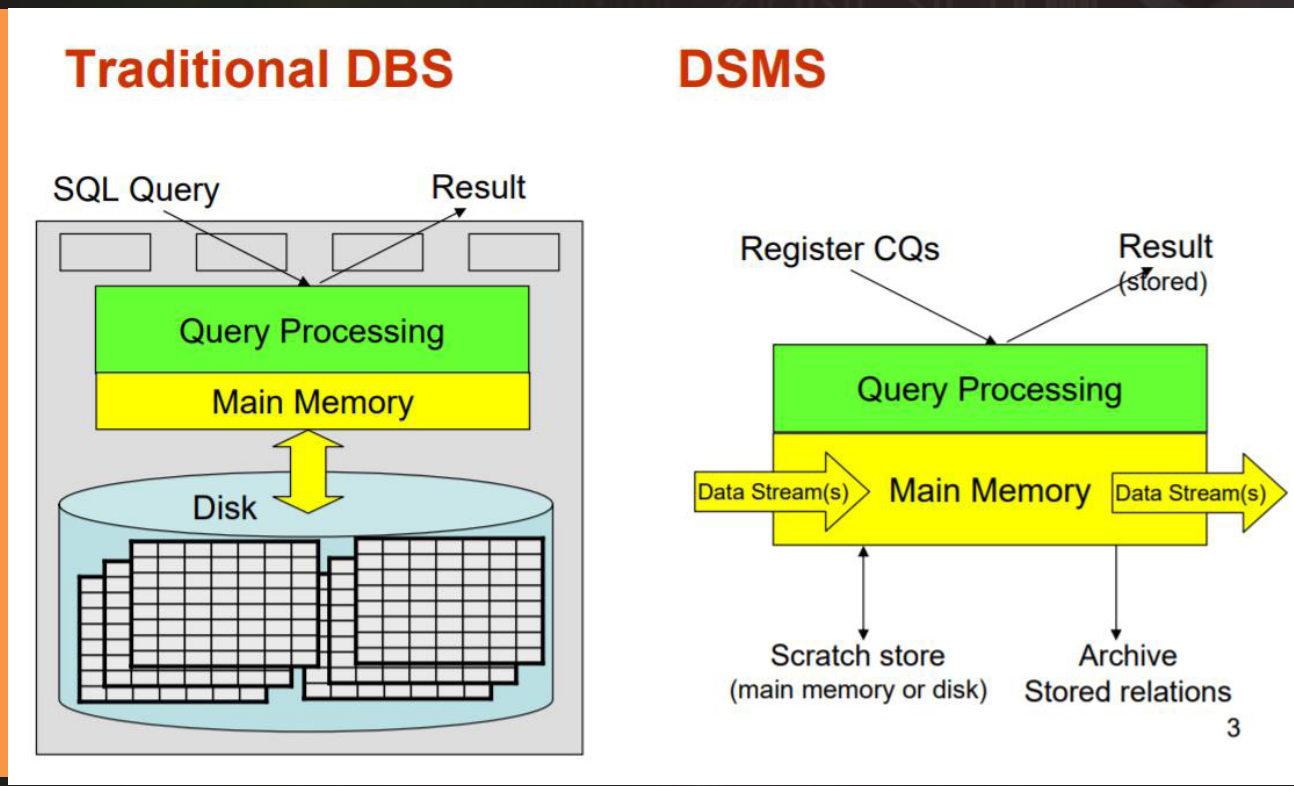 Traditional DBS
DSMS
SQL Query
Result
Query Processing
Main Memory
Disk
Register CQs
Result
(stored)
Query Processing
Data Stream(s)
Main Memory
Data Stream(s)
Scratch store
(main memory or disk)
Archive
Stored relations
3